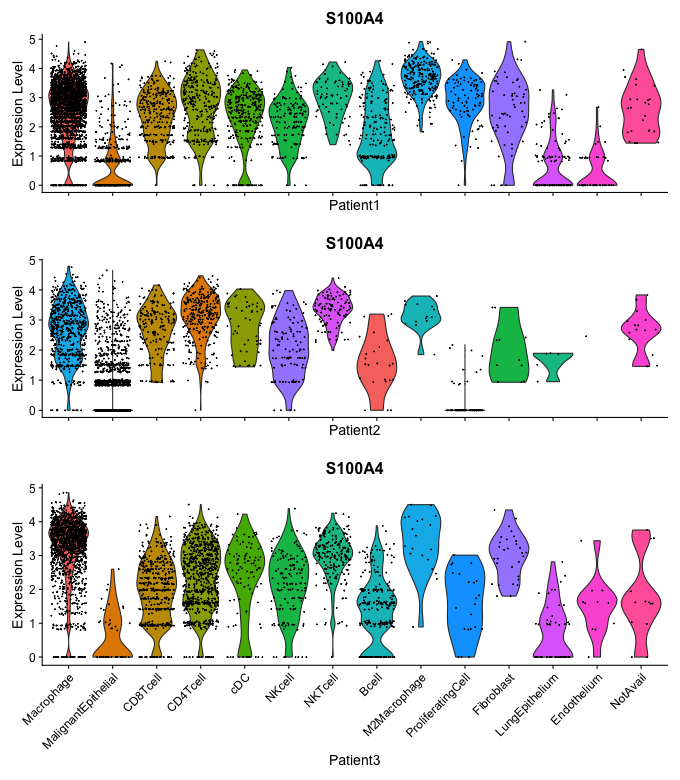 S100A4
Expression Level
5
4
3
2
1
0
Patient1
S100A4
Expression Level
5
4
3
2
1
0
Patient2
S100A4
Expression Level
5
4
3
2
1
0
Macrophage
MalignantEpithelial
CD8Tcell
CD4Tcell
cDC
NKcell
NKTcell
Bcell
M2Macrophage
ProliferatingCell
Fibroblast
LungEpithelium
Endothelium
NotAvail
Patient3